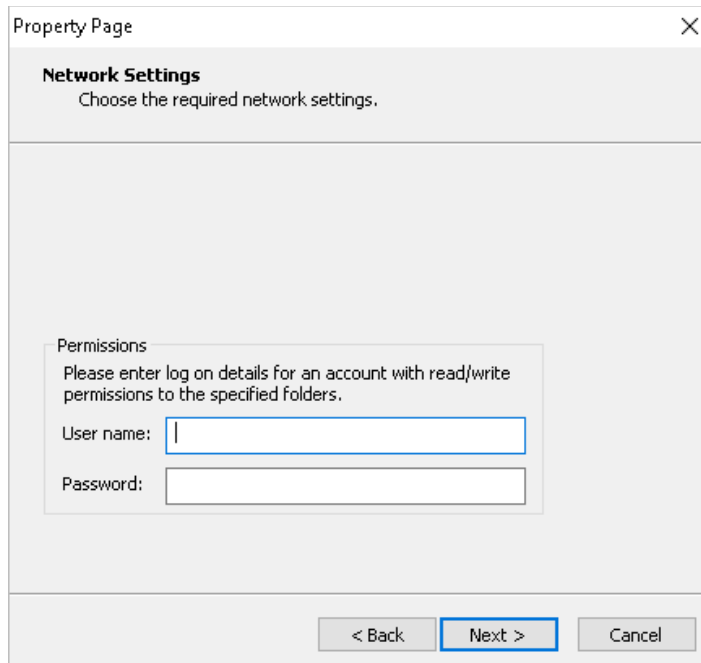 Property Page
Network Settings
Choose the required network settings.
Permissions
Please enter log on details for an account with read/write
permissions to the specified folders.
User name:
Password:
< Back
Next >
Cancel